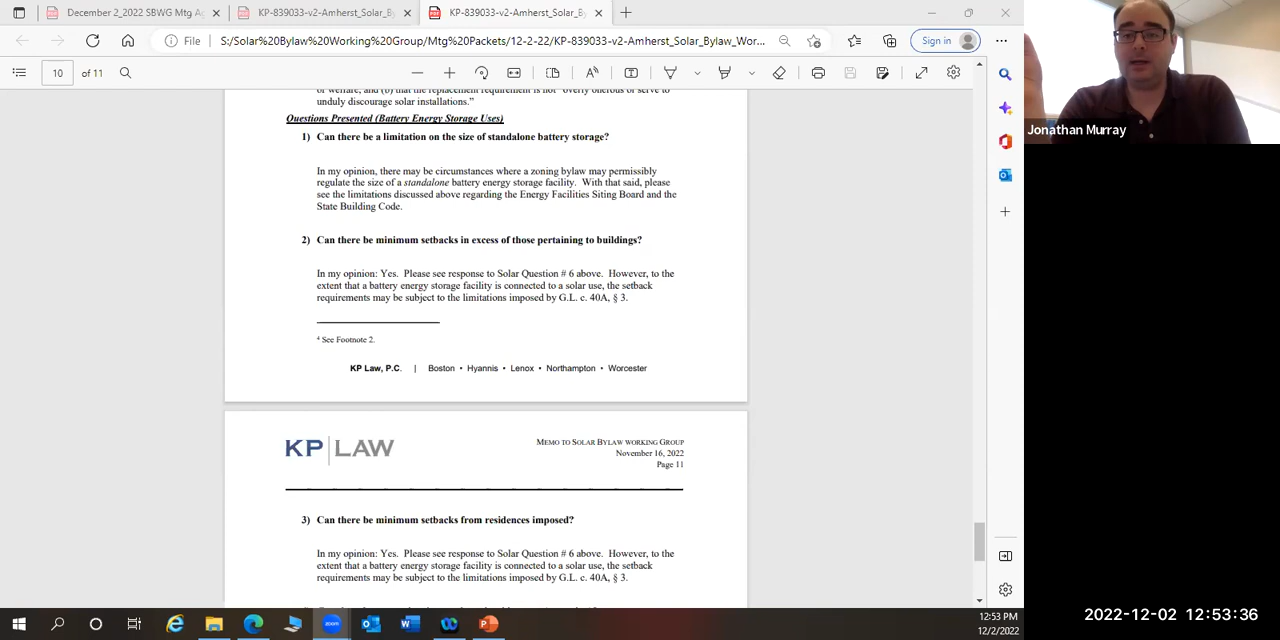 December 2_2022 SBWG Mtg Ag
KP-839033-v2-Amherst_Solar_By
KP-839033-v2-Amherst_Solar_By
File
S:/Solar%20Bylaw%20Working%20Group/Mtg%20Packets/12-2-22/KP-839033-v2-Amherst_Solar_Bylaw_Wor...
Sign in
10 of 11
of welfare, and (b) that the replacement requirement is not "overly onerous or serve to
unduly discourage solar installations."
Questions Presented (Battery Energy Storage Uses)
1) Can there be a limitation on the size of standalone battery storage?
In my opinion, there may be circumstances where a zoning bylaw may permissibly
regulate the size of a standalone battery energy storage facility. With that said, please
see the limitations discussed above regarding the Energy Facilities Siting Board and the
State Building Code.
2) Can there be minimum setbacks in excess of those pertaining to buildings?
In my opinion: Yes. Please see response to Solar Question # 6 above. However, to the
extent that a battery energy storage facility is connected to a solar use, the setback
requirements may be subject to the limitations imposed by G.L. c. 40A, § 3.
4 See Footnote 2.
KP Law, P.C. | Boston • Hyannis • Lenox • Northampton • Worcester
KP | LAW
MEMO TO SOLAR BYLAW WORKING GROUP
November 16, 2022
Page 11
3) Can there be minimum setbacks from residences imposed?
In my opinion: Yes. Please see response to Solar Question # 6 above. However, to the
extent that a battery energy storage facility is connected to a solar use, the setback
requirements may be subject to the limitations imposed by G.L. c. 40A, § 3.
Jonathan Murray
12:53 PM
12/2/2022
2022-12-02 12:53:36